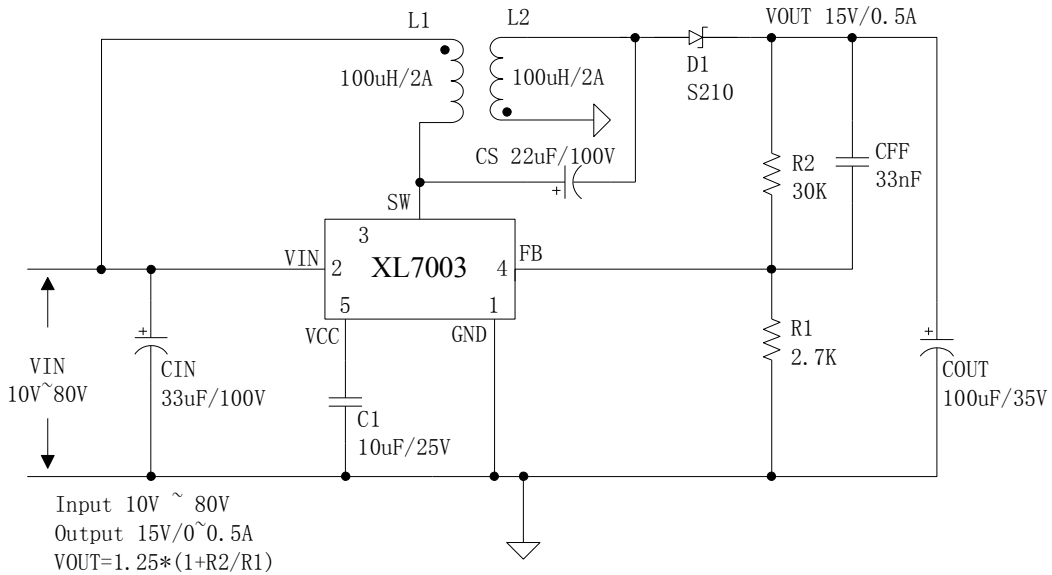 L1
L2
VOUT 15V/0.5A
100uH/2A
100uH/2A
D1
S210
CS 22uF/100V
+
R2
30K
CFF
33nF
SW
3
VIN
2
XL7003
4
FB
5
1
VCC
GND
+
VIN
10V~80V
CIN
33uF/100V
C1
10uF/25V
R1
2.7K
+
COUT
100uF/35V
Input 10V ~ 80V
Output 15V/0~0.5A
VOUT=1.25*(1+R2/R1)